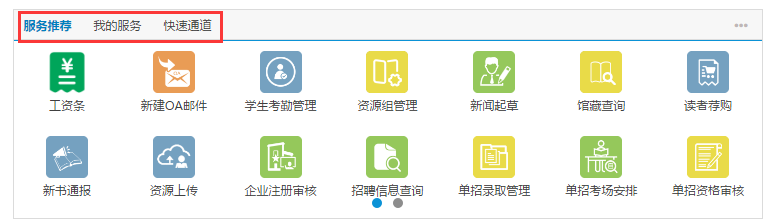 服务推荐 我的服务 快速通道
工资条 新建OA邮件 学生考勤管理 资源组管理 新闻起草 馆藏查询 读者荐购
新书通报 资源上传 企业注册审核 招聘信息查询 单招录取管理 单招考场安排 单招资格审核